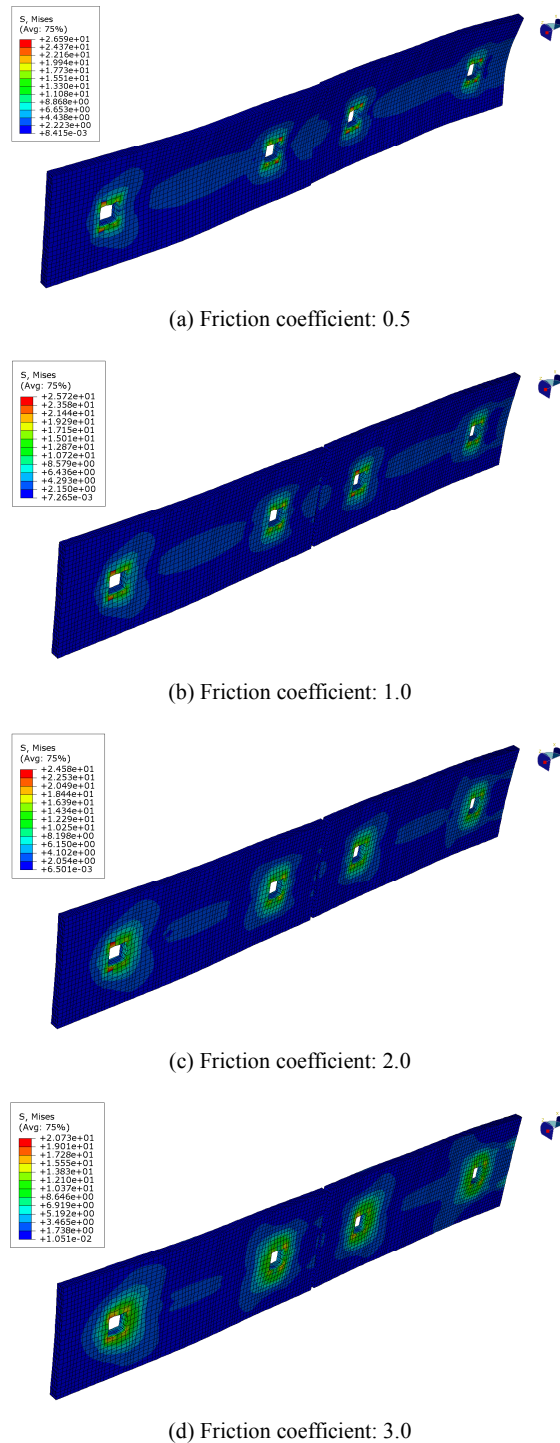 S, Mises
(Avg: 75%)
+2.659e+01
+2.437e+01
+2.216e+01
+1.994e+01
+1.773e+01
+1.551e+01
+1.330e+01
+1.108e+01
+8.868e+00
+6.653e+00
+4.438e+00
+2.223e+00
+8.415e-03
(a) Friction coefficient: 0.5
S, Mises
(Avg: 75%)
+2.572e+01
+2.358e+01
+2.144e+01
+1.929e+01
+1.715e+01
+1.501e+01
+1.287e+01
+1.072e+01
+8.579e+00
+6.436e+00
+4.293e+00
+2.150e+00
+7.265e-03
(b) Friction coefficient: 1.0
S, Mises
(Avg: 75%)
+2.458e+01
+2.253e+01
+2.049e+01
+1.844e+01
+1.639e+01
+1.434e+01
+1.229e+01
+1.025e+01
+8.198e+00
+6.150e+00
+4.102e+00
+2.054e+00
+6.501e-03
(c) Friction coefficient: 2.0
S, Mises
(Avg: 75%)
+2.073e+01
+1.901e+01
+1.728e+01
+1.555e+01
+1.383e+01
+1.210e+01
+1.037e+01
+8.646e+00
+6.919e+00
+5.192e+00
+3.465e+00
+1.738e+00
+1.051e-02
(d) Friction coefficient: 3.0